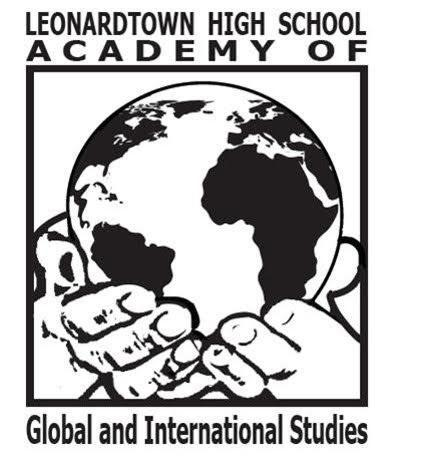 LEONARDTOWN HIGH SCHOOL
ACADEMY OF
Global and International Studies